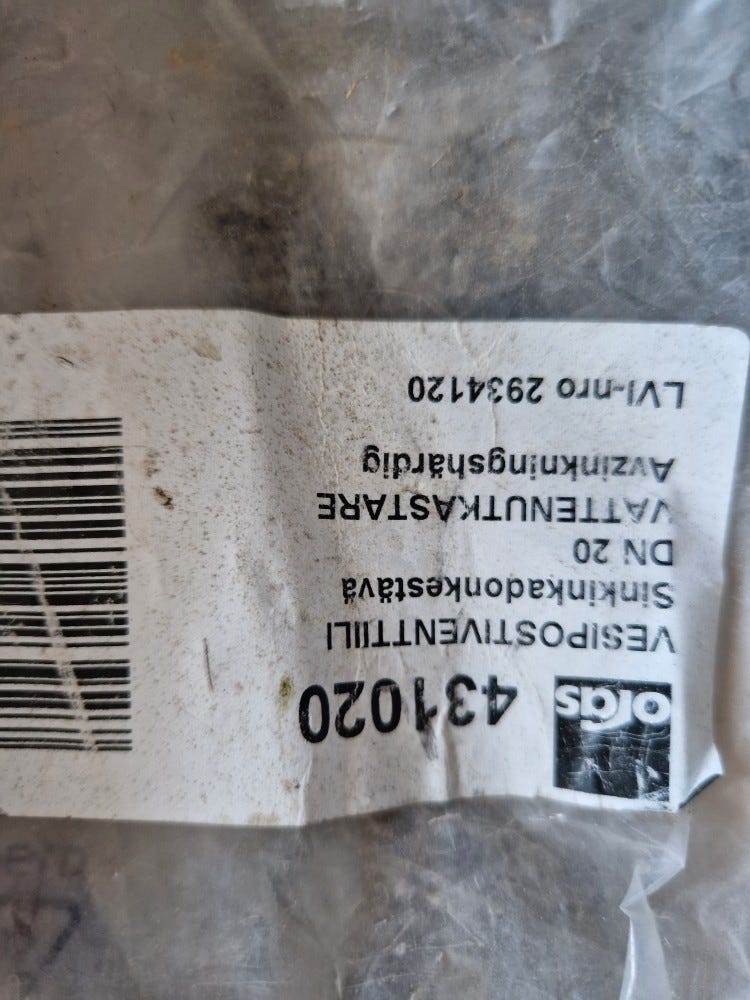 oras
431020
VESIPOSTIVENTTIILI
Sinkinkadonkestävä
DN 20
VATTENUTKASTARE
Avzinkningshärdig
LVI-nro 2934120